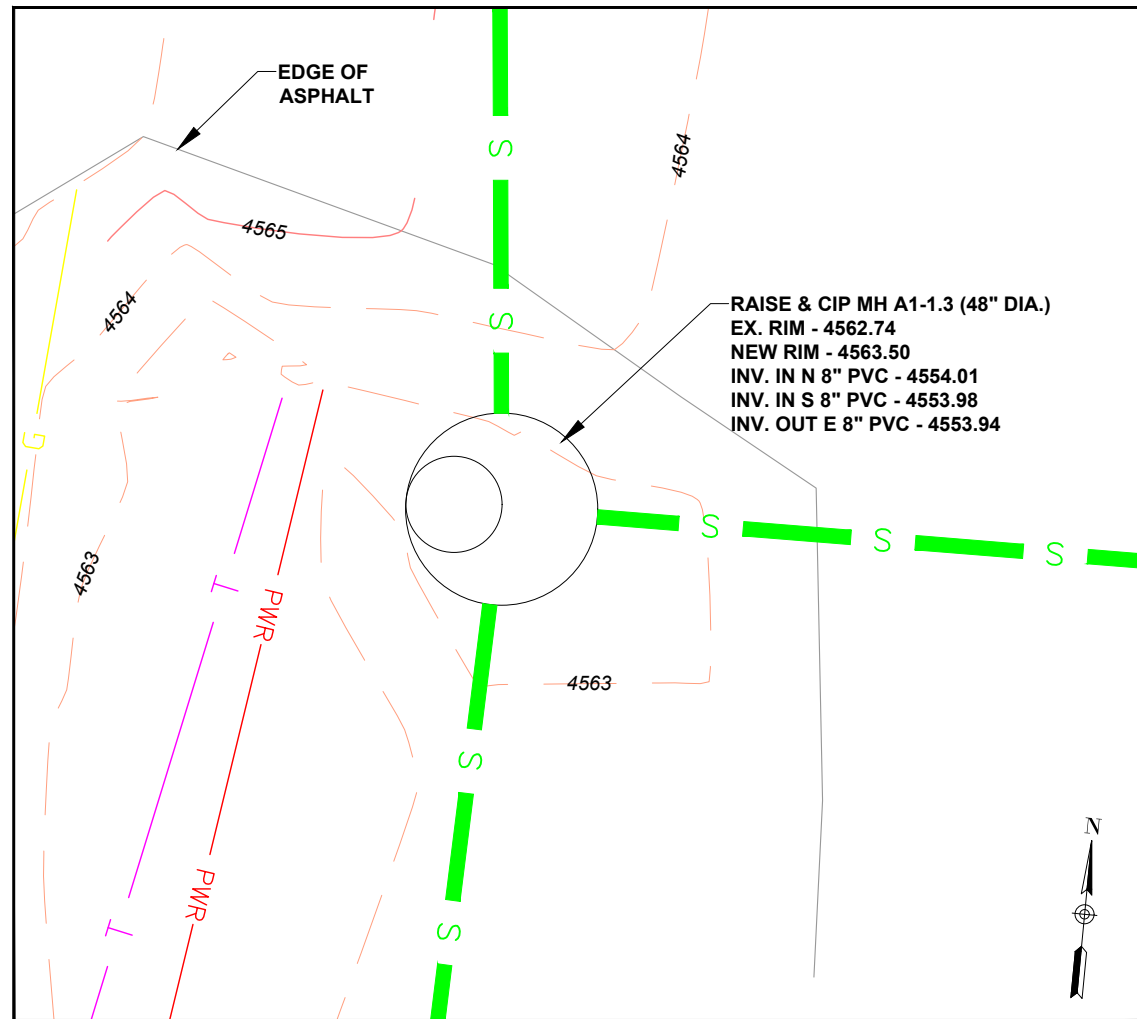 EDGE OF
ASPHALT
S
4564
4565
4564
S
RAISE & CIP MH A1-1.3 (48" DIA.)
EX. RIM - 4562.74
NEW RIM - 4563.50
INV. IN N 8" PVC - 4554.01
INV. IN S 8" PVC - 4553.98
INV. OUT E 8" PVC - 4553.94
G
S
S
S
4563
T
PWR
4563
S
N
PWR
T
S